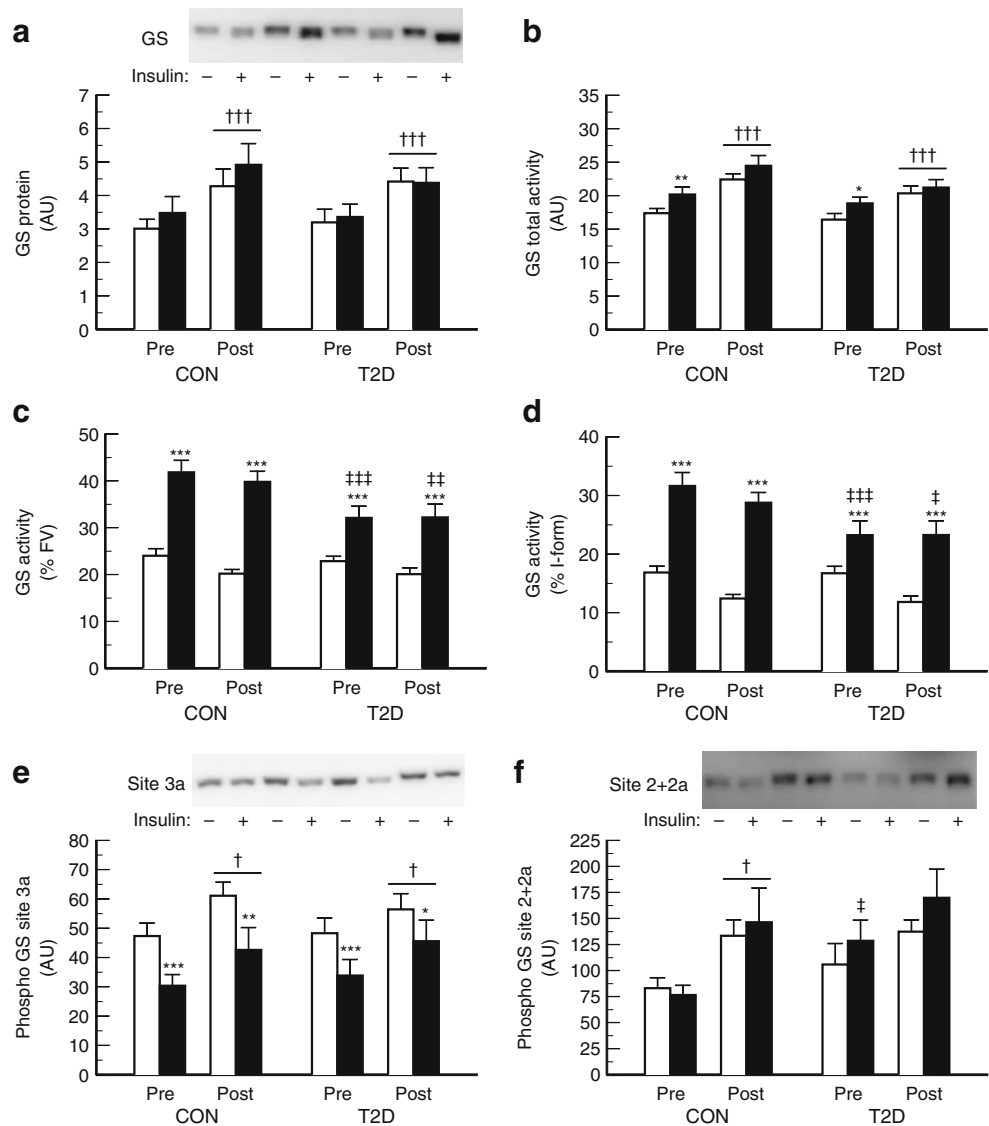 a
GS
Insulin: – + – + – + – +
GS protein
(AU)
7
6
5
4
3
2
1
0
†††
†††
Pre Post Pre Post
CON T2D
b
GS total activity
(AU)
35
30
25
20
15
10
5
0
**
†††
*
†††
Pre Post Pre Post
CON T2D
c
GS activity
(% FV)
50
40
30
20
10
0
***
***
‡‡‡
***
‡‡
***
Pre Post Pre Post
CON T2D
d
GS activity
(% I-form)
40
30
20
10
0
***
***
‡‡‡
***
‡
***
Pre Post Pre Post
CON T2D
e
Site 3a
Insulin: – + – + – + – +
Phospho GS site 3a
(AU)
80
70
60
50
40
30
20
10
0
***
†
**
***
†
*
Pre Post Pre Post
CON T2D
f
Site 2+2a
Insulin: – + – + – + – +
Phospho GS site 2+2a
(AU)
225
200
175
150
125
100
75
50
25
0
†
‡
Pre Post Pre Post
CON T2D